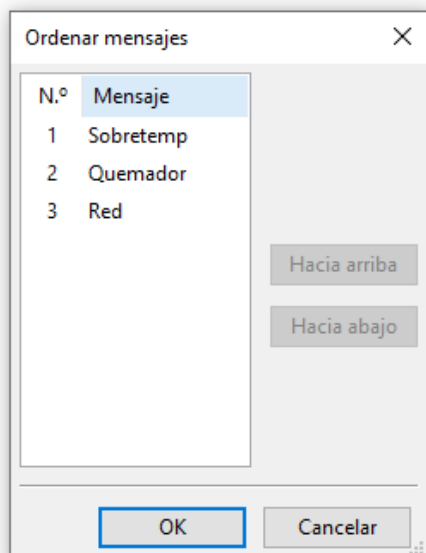 Ordenar mensajes
N.º Mensaje
1 Sobretemp
2 Quemador
3 Red
Hacia arriba
Hacia abajo
OK Cancelar